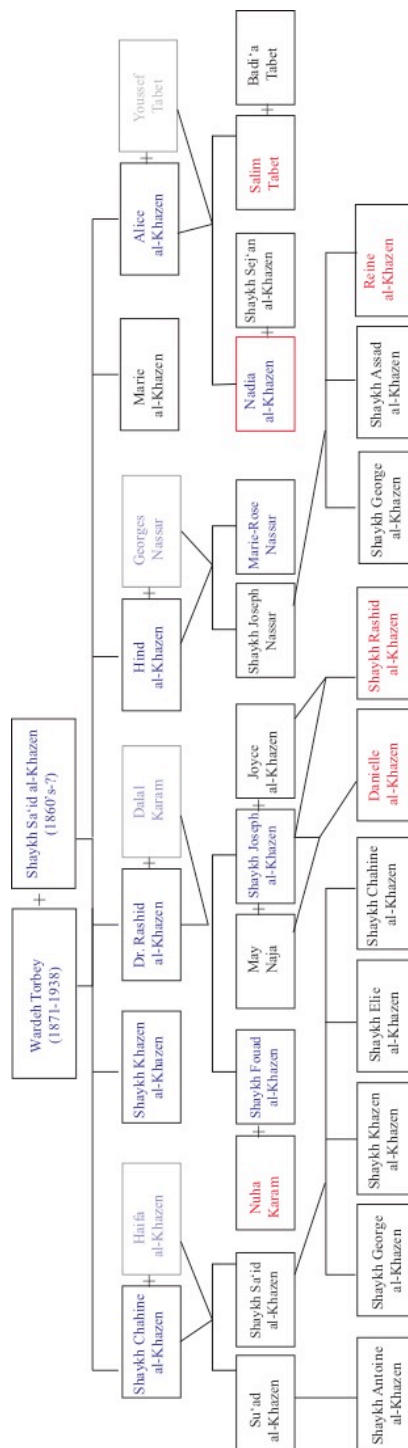 Wardeh Torbey
(1871-1938)
Shaykh Sa‘id al-Khazen
(1860’s-?)
Shaykh Chahine
al-Khazen
Haifa
al-Khazen
Shaykh Khazen
al-Khazen
Dr. Rashid
al-Khazen
Dalal
Karam
Hind
al-Khazen
Georges
Nassar
Marie
al-Khazen
Alice
al-Khazen
Youssef
Tabet
Su‘ad
al-Khazen
Shaykh Sa‘id
al-Khazen
Nuha
Karam
Shaykh Fouad
al-Khazen
May
Naja
Shaykh Joseph
al-Khazen
Joyce
al-Khazen
Shaykh Joseph
Nassar
Marie-Rose
Nassar
Nadia
al-Khazen
Shaykh Sej‘an
al-Khazen
Salim
Tabet
Badi‘a
Tabet
Shaykh Antoine
al-Khazen
Shaykh George
al-Khazen
Shaykh Khazen
al-Khazen
Shaykh Elie
al-Khazen
Shaykh Chahine
al-Khazen
Danielle
al-Khazen
Shaykh Rashid
al-Khazen
Shaykh George
al-Khazen
Shaykh Assad
al-Khazen
Reine
al-Khazen